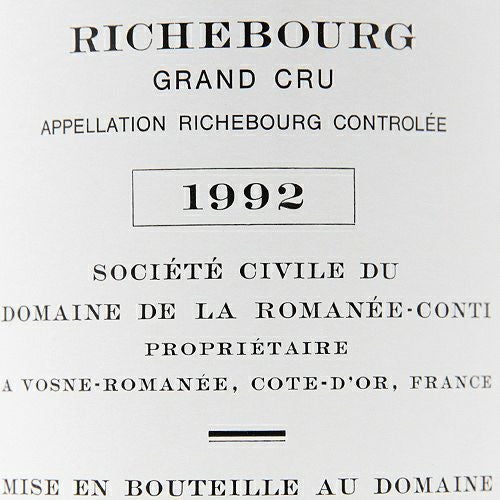 RICHEBOURG
GRAND CRU
APPELLATION RICHEBOURG CONTROLÉE
1992
SOCIÉTÉ CIVILE DU
DOMAINE DE LA ROMANÉE-CONTI
PROPRIÉTAIRE
A VOSNE-ROMANÉE, COTE-D'OR, FRANCE
MISE EN BOUTEILLE AU DOMAINE